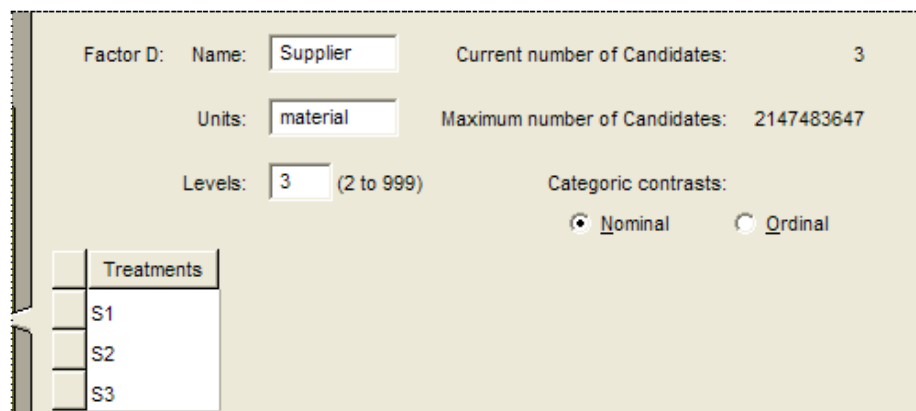 Factor D: Name: Supplier Current number of Candidates: 3
Units: material Maximum number of Candidates: 2147483647
Levels: 3 (2 to 999) Categoric contrasts:
Nominal Ordinal
Treatments
S1
S2
S3